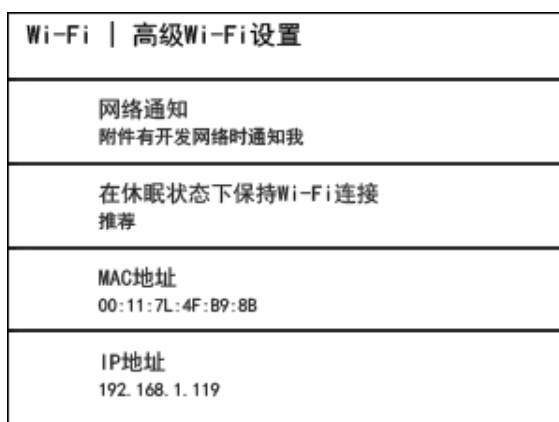 Wi-Fi | 高级Wi-Fi设置
网络通知
附件有开发网络时通知我
在休眠状态下保持Wi-Fi连接
推荐
MAC地址
00:11:7L:4F:B9:8B
IP地址
192.168.1.119